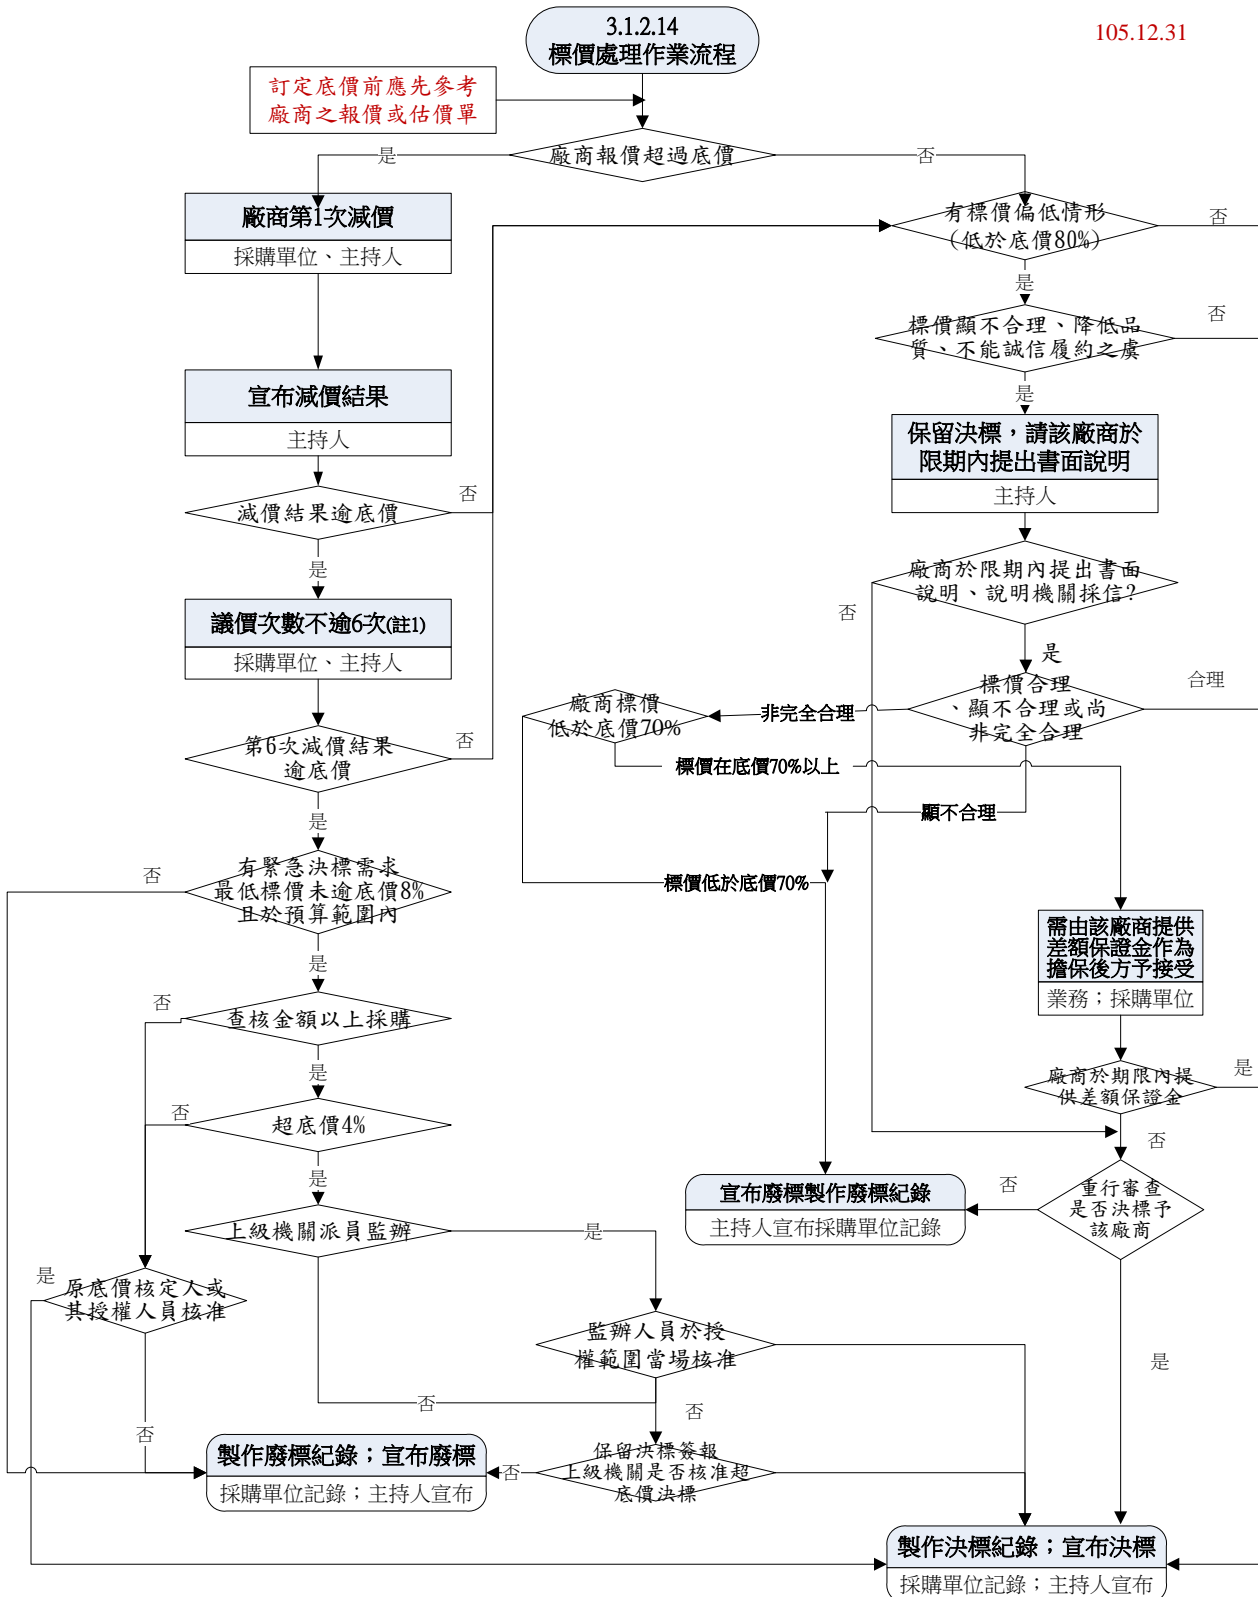 3.1.2.14
標價處理作業流程
105.12.31
訂定底價前應先參考
廠商之報價或估價單
廠商報價超過底價
是
否
廠商第1次減價
採購單位、主持人
有標價偏低情形
(低於底價80%)
否
是
標價顯不合理、降低品
質、不能誠信履約之虞
否
是
宣布減價結果
主持人
保留決標，請該廠商於
限期內提出書面說明
主持人
減價結果逾底價
否
是
廠商於限期內提出書面
說明、說明機關採信?
否
是
議價次數不逾6次(註1)
採購單位、主持人
標價合理
、顯不合理或尚
非完全合理
合理
非完全合理
廠商標價
低於底價70%
第6次減價結果
逾底價
否
是
標價在底價70%以上
顯不合理
標價低於底價70%
有緊急決標需求
最低標價未逾底價8%
且於預算範圍內
否
是
需由該廠商提供
差額保證金作為
擔保後方予接受
業務；採購單位
查核金額以上採購
否
是
廠商於期限內提
供差額保證金
是
否
超底價4%
否
是
宣布廢標製作廢標紀錄
主持人宣布採購單位記錄
否
重行審查
是否決標予
該廠商
是
上級機關派員監辦
是
否
原底價核定人或
其授權人員核准
是
否
監辦人員於授
權範圍當場核准
否
保留決標簽報
上級機關是否核准超
底價決標
否
製作廢標紀錄；宣布廢標
採購單位記錄；主持人宣布
製作決標紀錄；宣布決標
採購單位記錄；主持人宣布